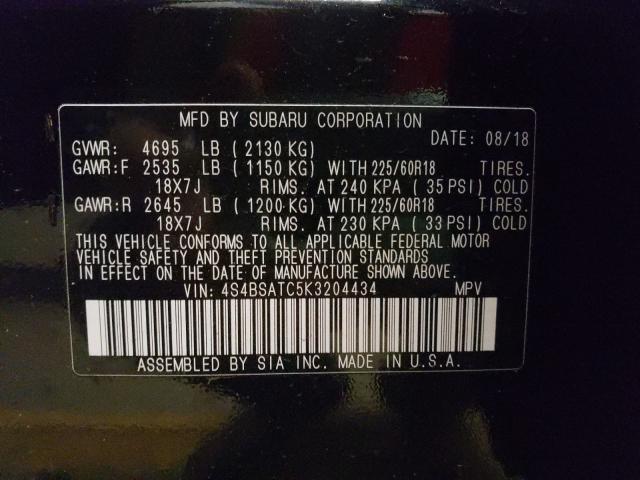 MFD BY SUBARU CORPORATION
DATE: 08/18
GVWR: 4695 LB (2130 KG)
GAWR:F 2535 LB (1150 KG) WITH 225/60R18 TIRES.
18X7J RIMS. AT 240 KPA (35 PSI) COLD
GAWR:R 2645 LB (1200 KG) WITH 225/60R18 TIRES.
18X7J RIMS. AT 230 KPA (33 PSI) COLD
THIS VEHICLE CONFORMS TO ALL APPLICABLE FEDERAL MOTOR
VEHICLE SAFETY AND THEFT PREVENTION STANDARDS
IN EFFECT ON THE DATE OF MANUFACTURE SHOWN ABOVE.
VIN: 4S4BSATC5K3204434 MPV
ASSEMBLED BY SIA INC. MADE IN U.S.A.